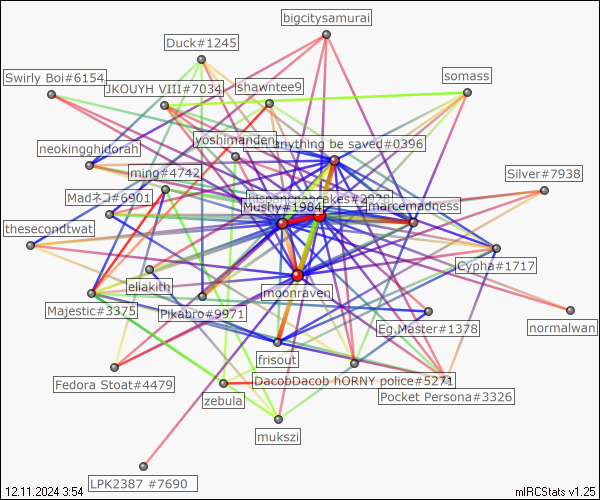 bigcitysamurai
Duck#1245
somass
Swirly Boi#6154
JKOUYH VIII#7034
shawntee9
yoshimanden
anything be saved#0396
neokingghidorah
ming#4742
Silver#7938
Madネコ#6901
pancakes#2938
Mushy#1984
marcemadness
thesecondtwat
Cypha#1717
eliakith
moonraven
Majestic#3375
Pikabro#9971
Eg.Master#1378
normalwan
frisout
Fedora Stoat#4479
DacobDacob hORNY police#5271
zebula
Pocket Persona#3326
mukszi
LPK2387 #7690
12.11.2024 3:54
mIRCStats v1.25